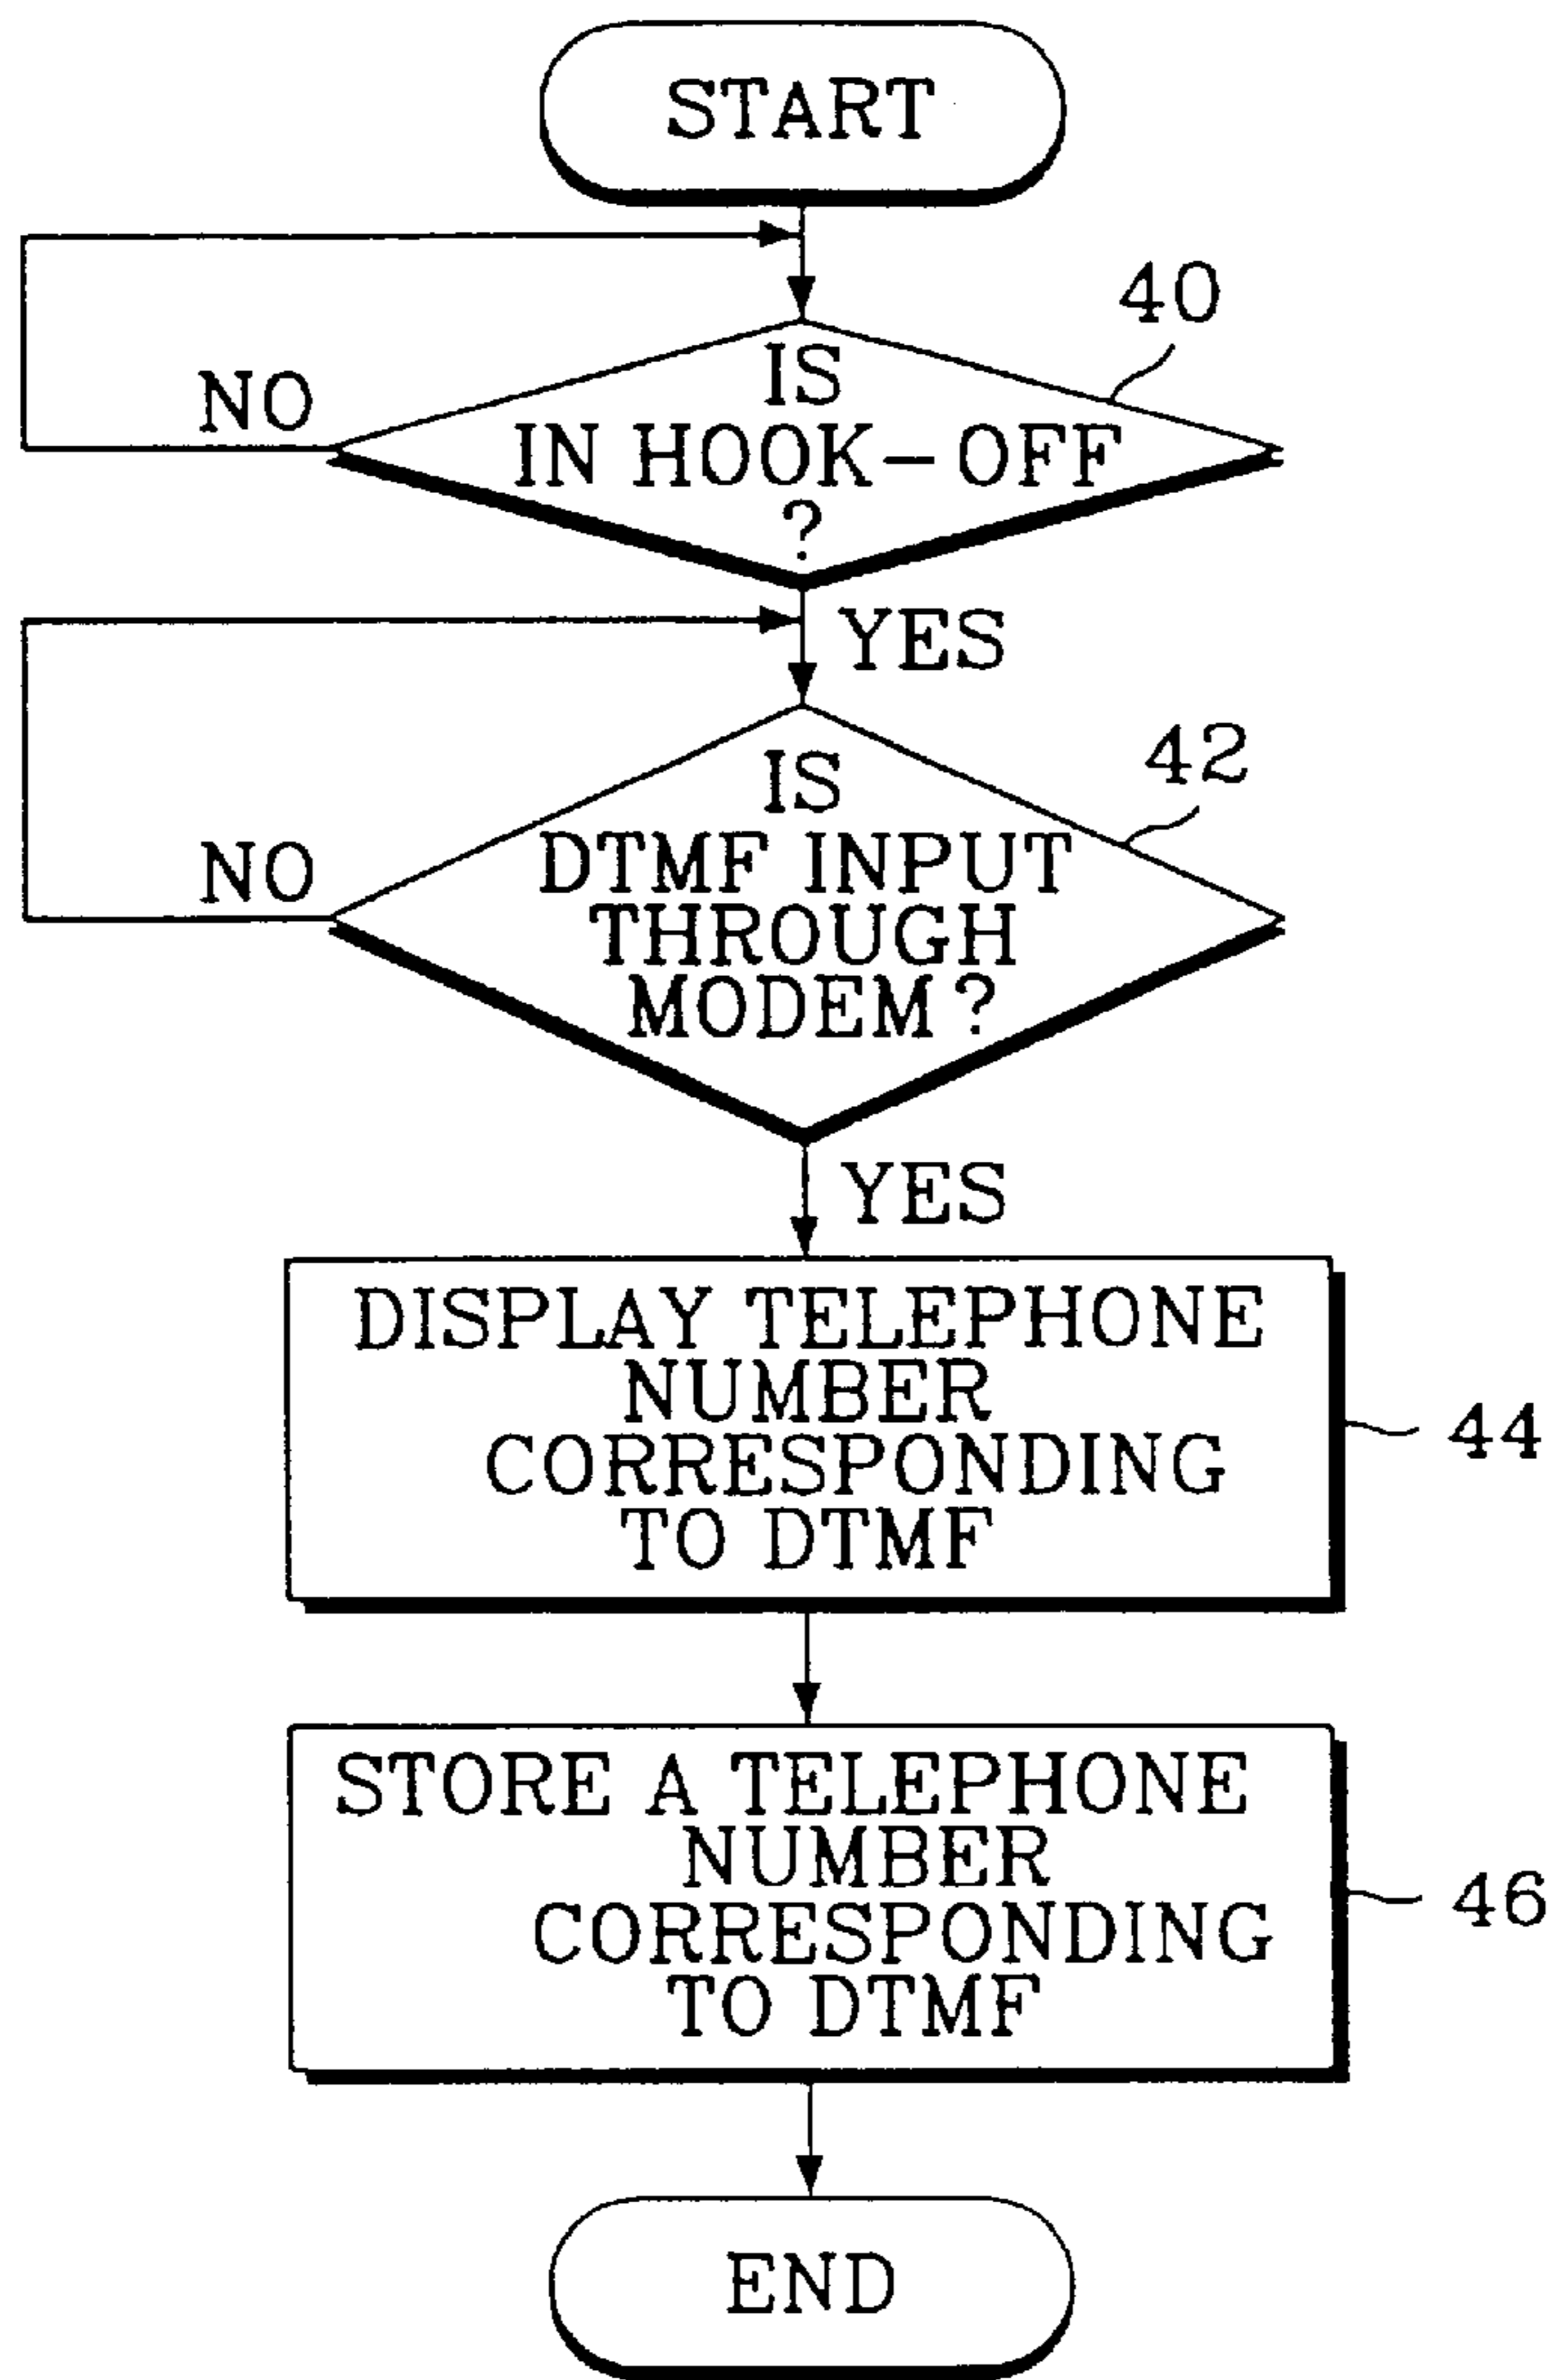 START
40
IS
NO
IN HOOK-OFF
?
YES
42
IS
DTMF INPUT
NO
THROUGH
MODEM?
YES
DISPLAY TELEPHONE
NUMBER
CORRESPONDING
TO DTMF
44
STORE A TELEPHONE
NUMBER
CORRESPONDING
TO DTMF
46
END